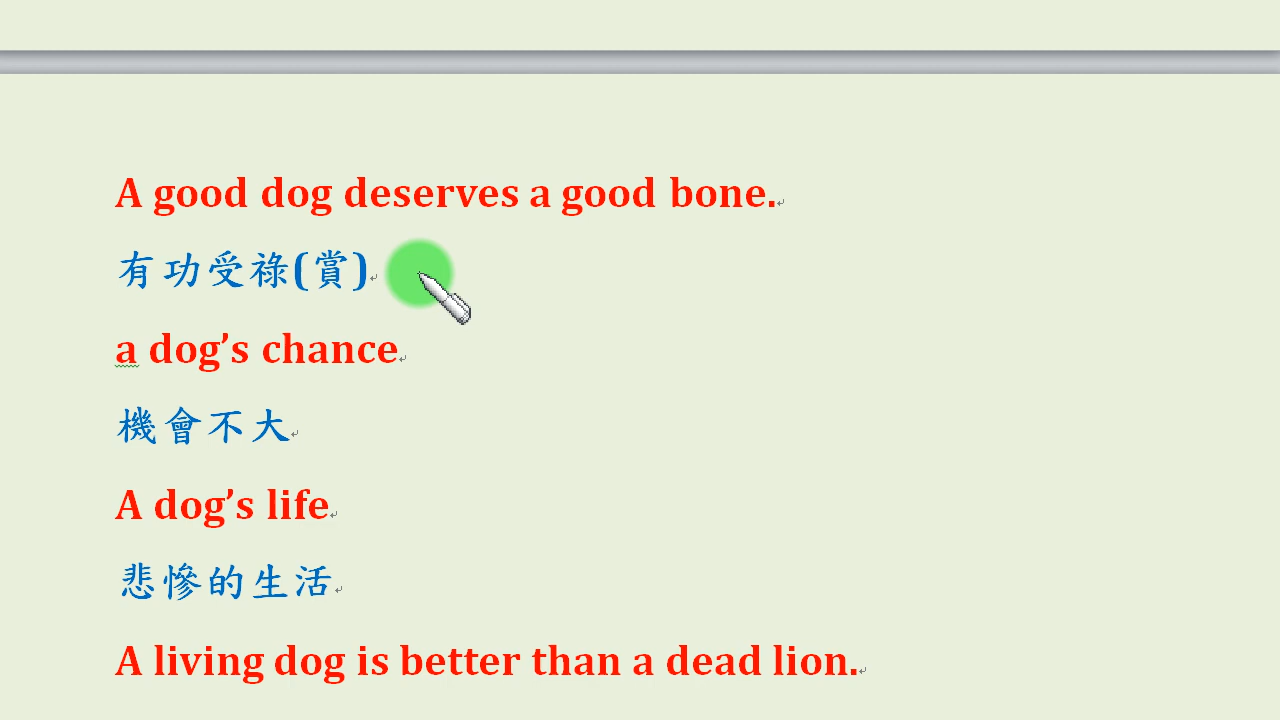 A good dog deserves a good bone.
有功受祿(賞)
a dog’s chance
機會不大
A dog’s life
悲慘的生活
A living dog is better than a dead lion.